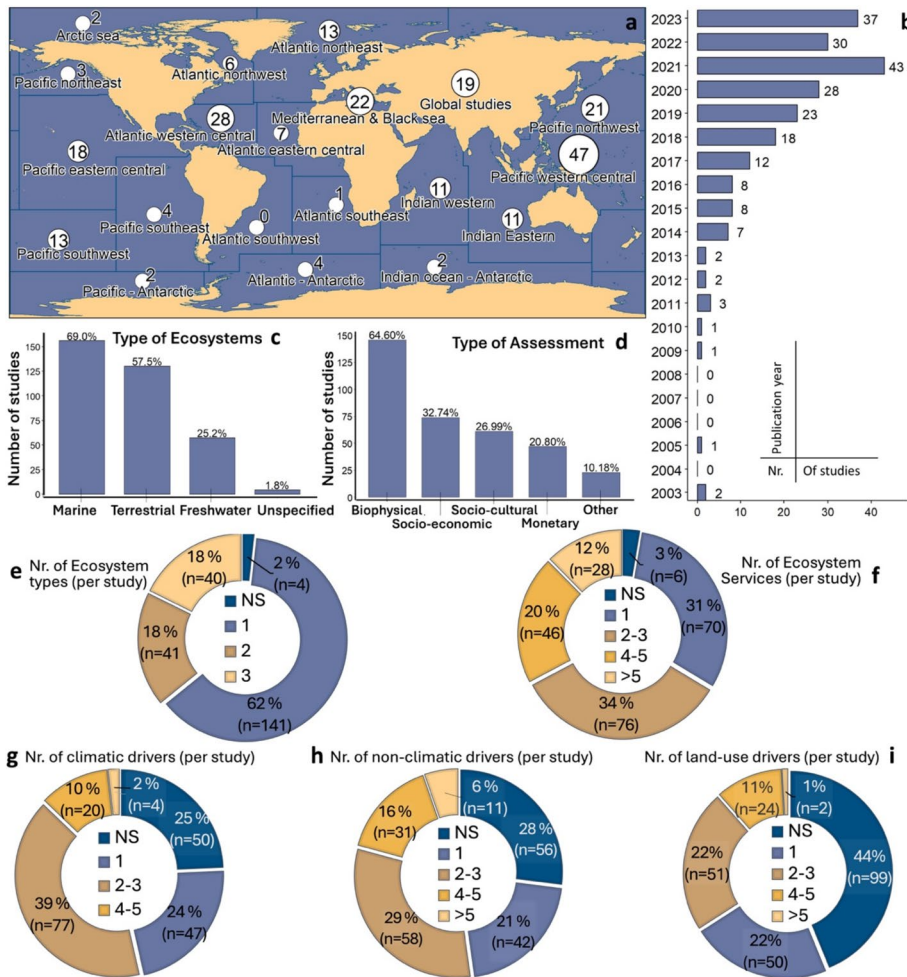 a
2
Arctic sea
13
Atlantic northeast
3
Pacific northeast
6
Atlantic northwest
19
Global studies
22
Mediterranean & Black sea
28
Atlantic western central
7
Atlantic eastern central
21
Pacific northwest
18
Pacific eastern central
47
Pacific western central
11
Indian western
1
Atlantic southeast
4
Pacific southeast
0
Atlantic southwest
11
Indian Eastern
13
Pacific southwest
2
Pacific - Antarctic
4
Atlantic - Antarctic
2
Indian ocean - Antarctic
b
2023 37
2022 30
2021 43
2020 28
2019 23
2018 18
2017 12
2016 8
2015 8
2014 7
2013 2
2012 2
2011 3
2010 1
2009 1
2008 0
2007 0
2006 0
2005 1
2004 0
2003 2
0 10 20 30 40
Publication year
Nr. Of studies
Type of Ecosystems c
Number of studies
150
125
100
75
50
25
0
69.0%
57.5%
25.2%
1.8%
Marine Terrestrial Freshwater Unspecified
Type of Assessment d
Number of studies
150
125
100
75
50
25
0
64.60%
32.74%
26.99%
20.80%
10.18%
Biophysical Socio-cultural Other
Socio-economic Monetary
e Nr. of Ecosystem
types (per study)
18 %
(n=40)
2 %
(n=4)
18 %
(n=41
62 %
(n=141)
NS
1
2
3
Nr. of Ecosystem
Services (per study) f
12 %
(n=28)
3 %
(n=6)
20 %
(n=46)
31 %
(n=70)
34 %
(n=76)
NS
1
2-3
4-5
>5
g Nr. of climatic drivers (per study)
10 %
(n=20)
2 %
(n=4)
25 %
(n=50)
39 %
(n=77)
24 %
(n=47)
NS
1
2-3
4-5
h Nr. of non-climatic drivers (per study)
16 %
(n=31)
6 %
(n=11)
28 %
(n=56)
29 %
(n=58)
21 %
(n=42)
NS
1
2-3
4-5
>5
Nr. of land-use drivers (per study) i
11%
(n=24)
1%
(n=2)
22%
(n=51)
44%
(n=99)
22%
(n=50)
NS
1
2-3
4-5
>5